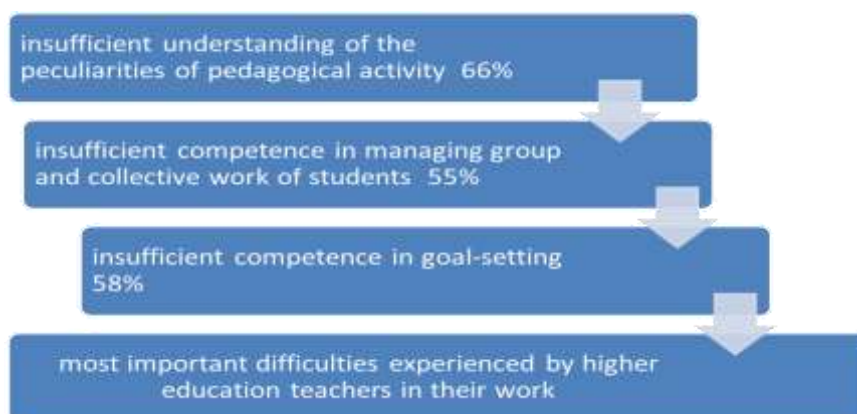 insufficient understanding of the
peculiarities of pedagogical activity 66%
insufficient competence in managing group
and collective work of students 55%
insufficient competence in goal-setting
58%
most important difficulties experienced by higher
education teachers in their work